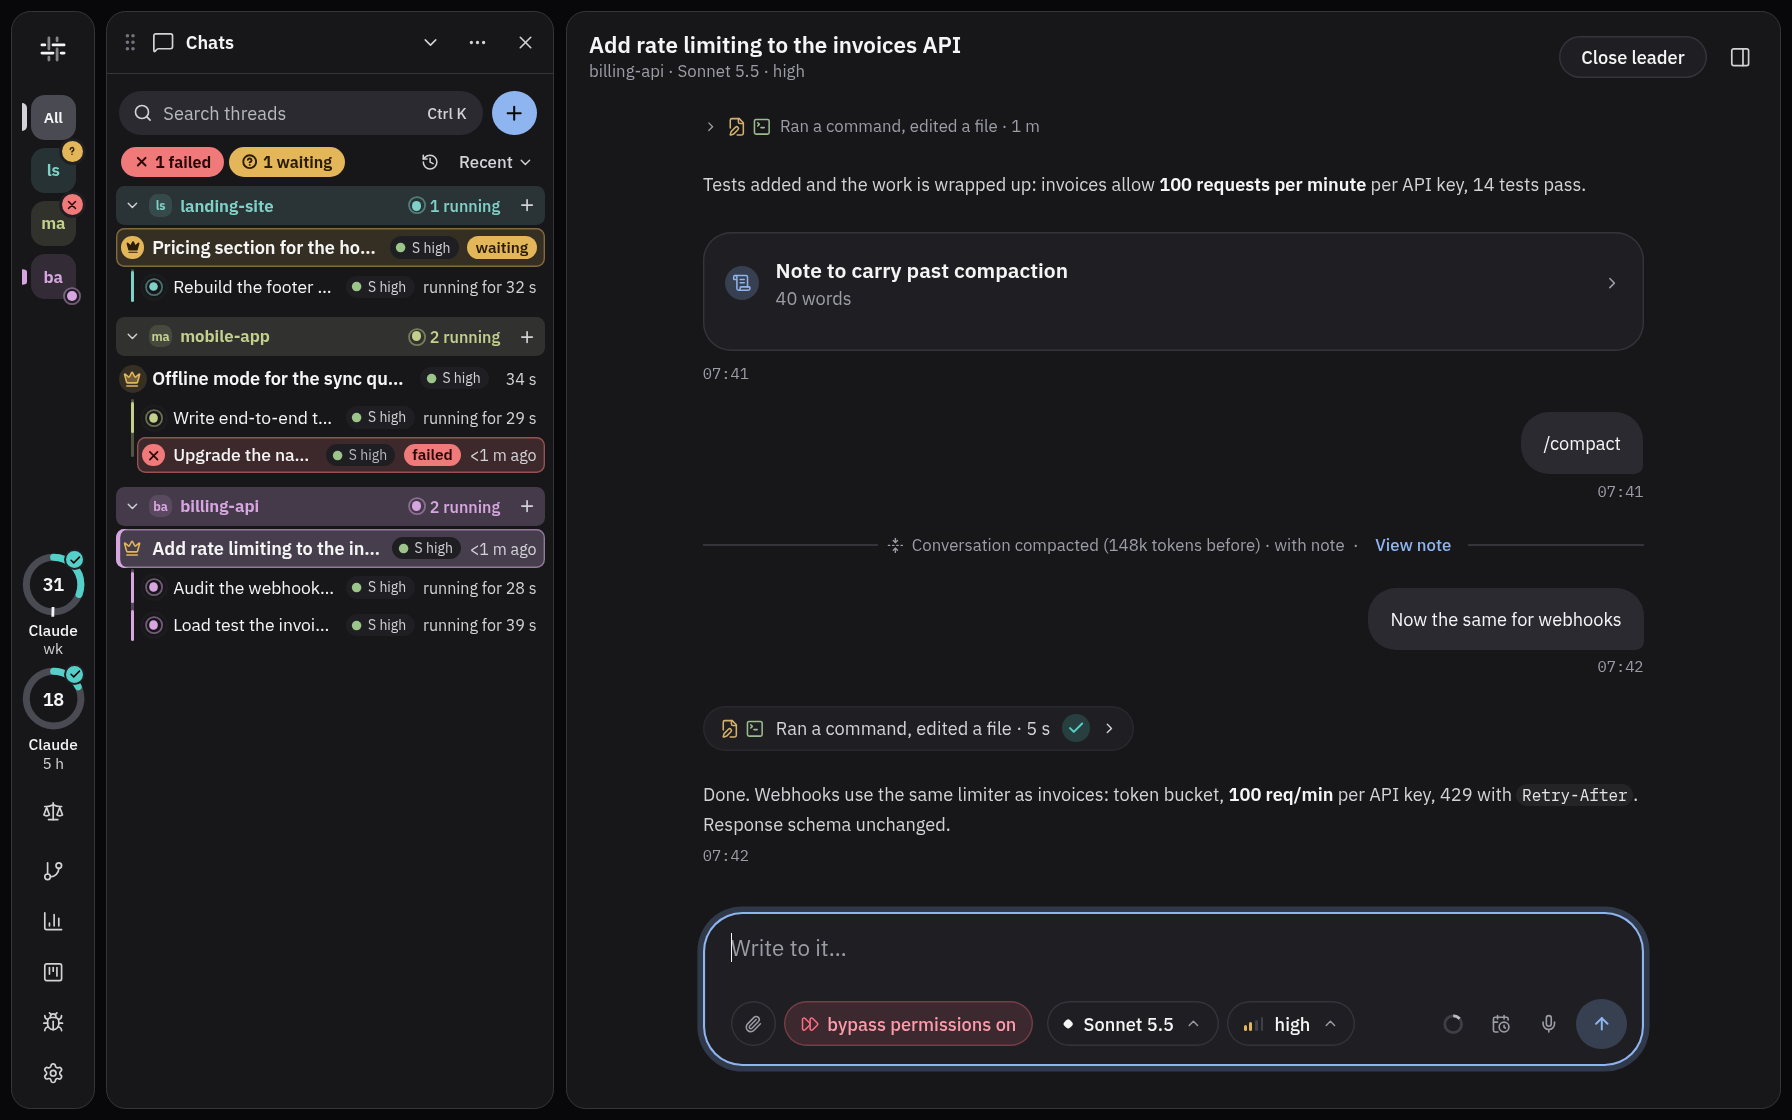 All
?
ls
ma
ba
31
Claude
wk
18
Claude
5 h
Chats
Search threads
Ctrl K
1 failed
1 waiting
Recent
ls landing-site 1 running
Pricing section for the ho... S high waiting
Rebuild the footer ... S high running for 32 s
ma mobile-app 2 running
Offline mode for the sync qu... S high 34 s
Write end-to-end t... S high running for 29 s
Upgrade the na... S high failed <1 m ago
ba billing-api 2 running
Add rate limiting to the in... S high <1 m ago
Audit the webhook... S high running for 28 s
Load test the invoi... S high running for 39 s
Add rate limiting to the invoices API
billing-api · Sonnet 5.5 · high
Close leader
Ran a command, edited a file · 1 m
Tests added and the work is wrapped up: invoices allow 100 requests per minute per API key, 14 tests pass.
Note to carry past compaction
40 words
07:41
/compact
07:41
Conversation compacted (148k tokens before) · with note · View note
Now the same for webhooks
07:42
Ran a command, edited a file · 5 s
Done. Webhooks use the same limiter as invoices: token bucket, 100 req/min per API key, 429 with Retry-After.
Response schema unchanged.
07:42
Write to it...
bypass permissions on
Sonnet 5.5
high